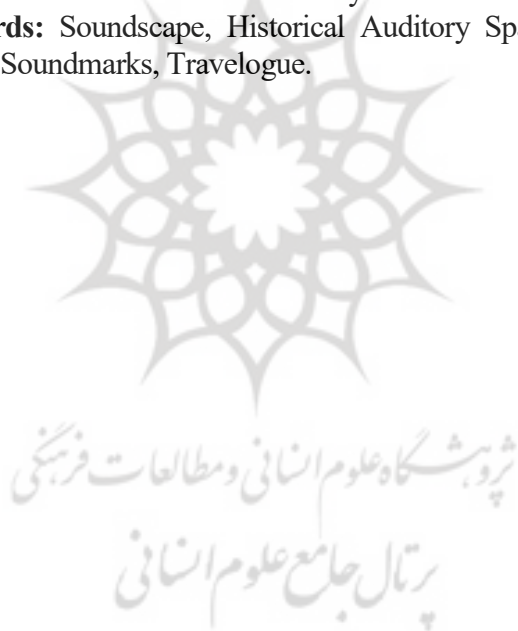 rds: Soundscape, Historical Auditory Sp
Soundmarks, Travelogue.
پژوهشگاه علوم انسانی و مطالعات فرهنگی
پرتال جامع علوم انسانی